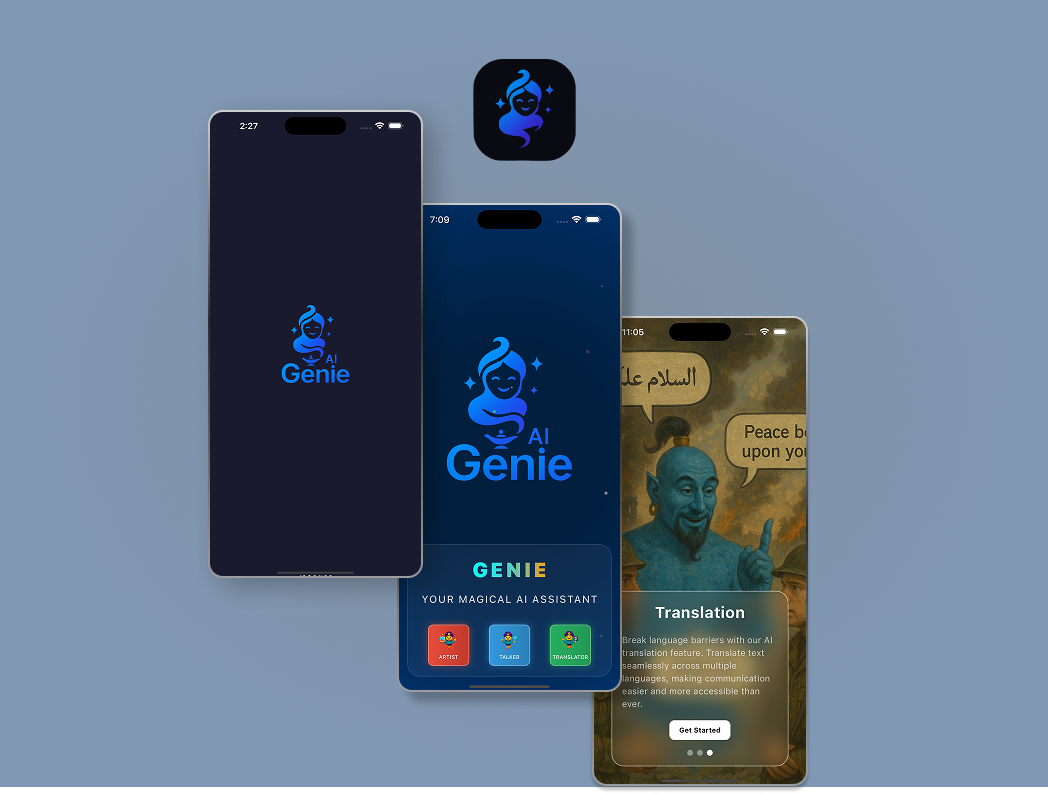 2:27
AI
Genie
7:09
AI
Genie
GENIE
YOUR MAGICAL AI ASSISTANT
ARTIST
TALKER
TRANSLATOR
11:05
السلام
Peace
upon
Translation
Break language barriers with our AI
translation feature. Translate text
seamlessly across multiple
languages, making communication
easier and more accessible than
ever.
Get Started